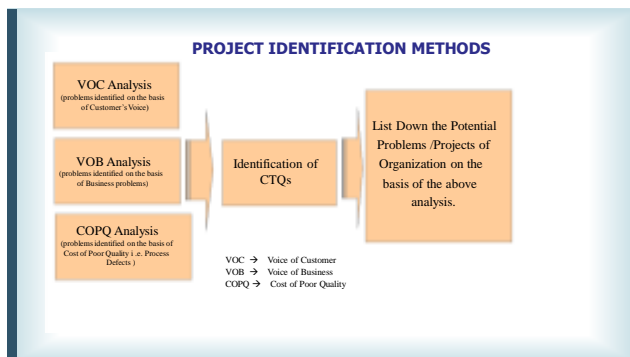 PROJECT IDENTIFICATION METHODS
VOC Analysis
(problems identified on the basis
of Customer's Voice)
VOB Analysis
(problems identified on the basis
of Business problems)
COPQ Analysis
(problems identified on the basis of
Cost of Poor Quality i .e. Process
Defects )
Identification of
CTQs
List Down the Potential
Problems /Projects of
Organization on the
basis of the above
analysis.
VOC → Voice of Customer
VOB → Voice of Business
COPQ → Cost of Poor Quality